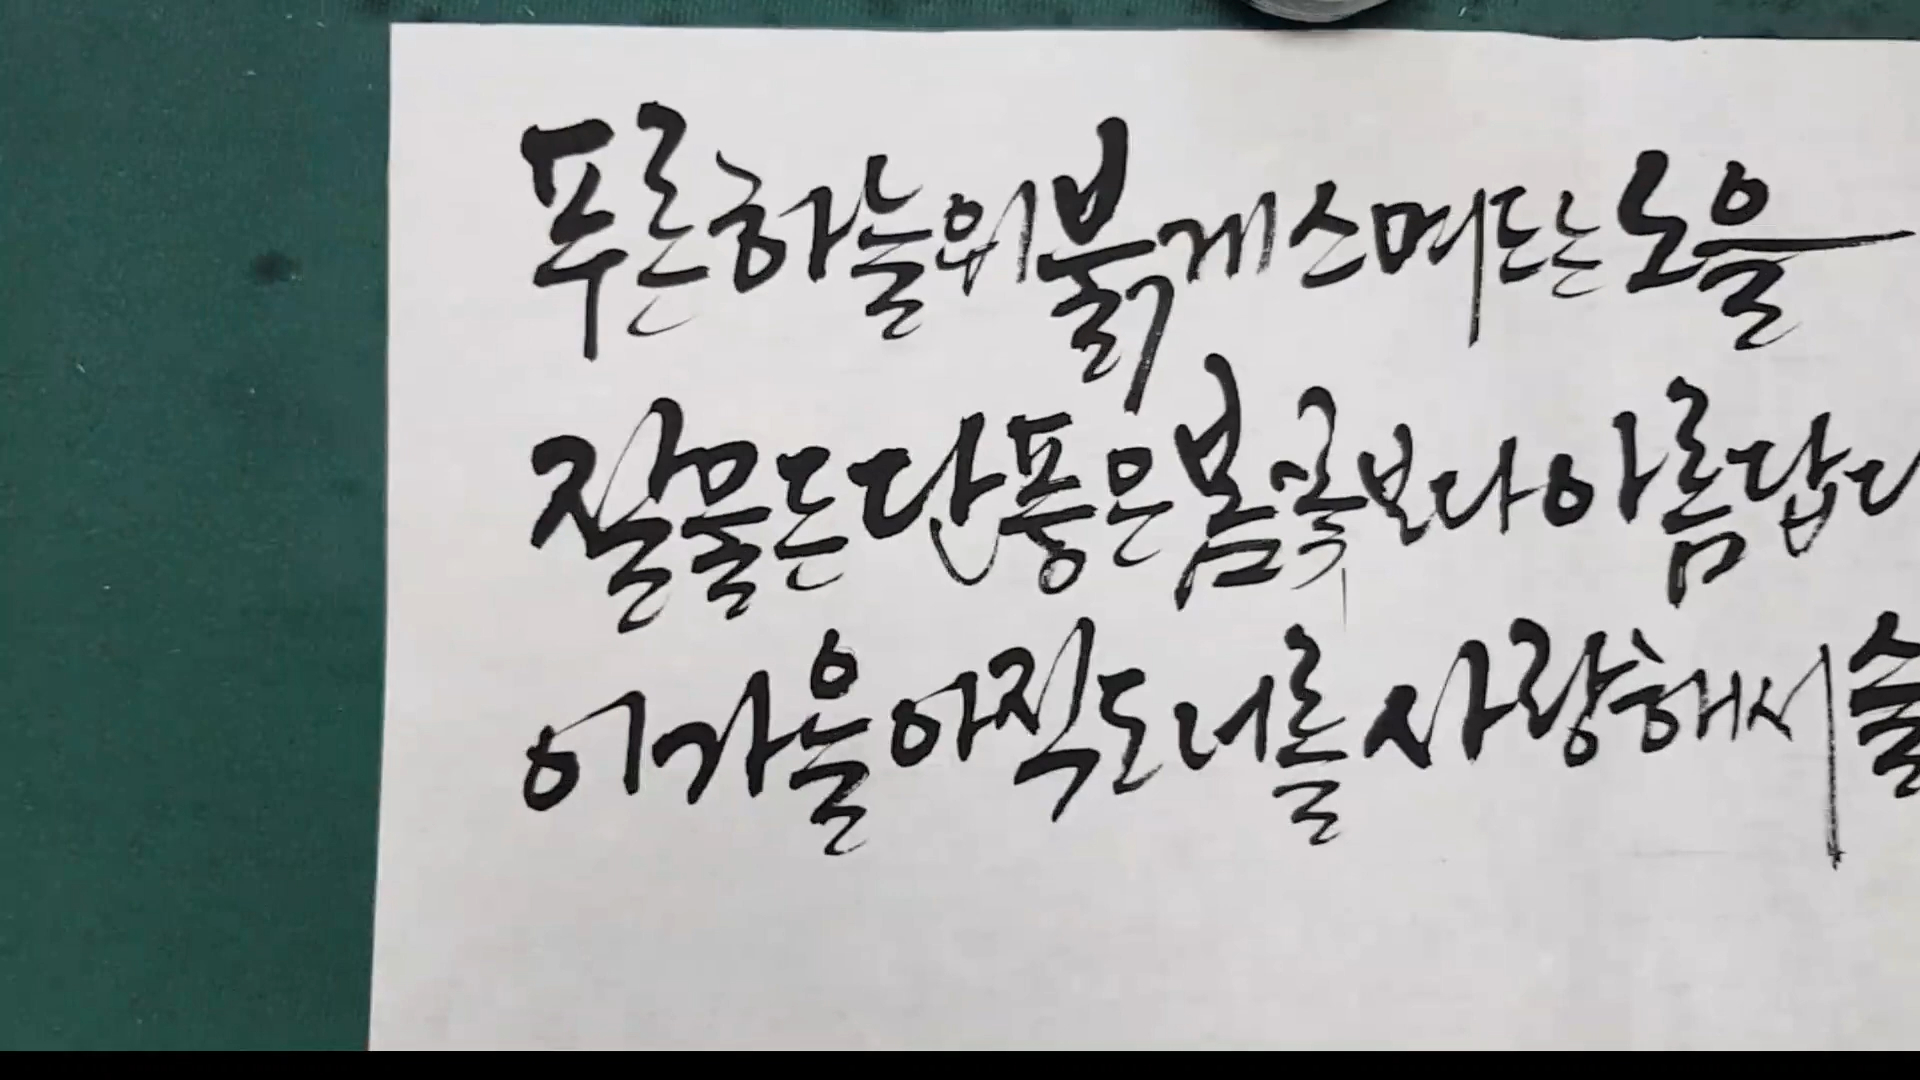 푸른 하늘 위 붉게 스며드는 노을
잘 물든 단풍은 봄꽃보다 아름답다
이 가을 아직도 너를 사랑해서 술